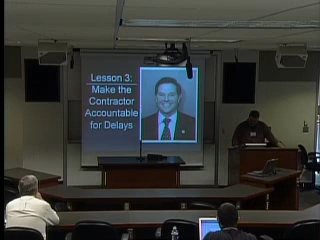 Lesson 3:
Make the
Contractor
Accountable
for Delays